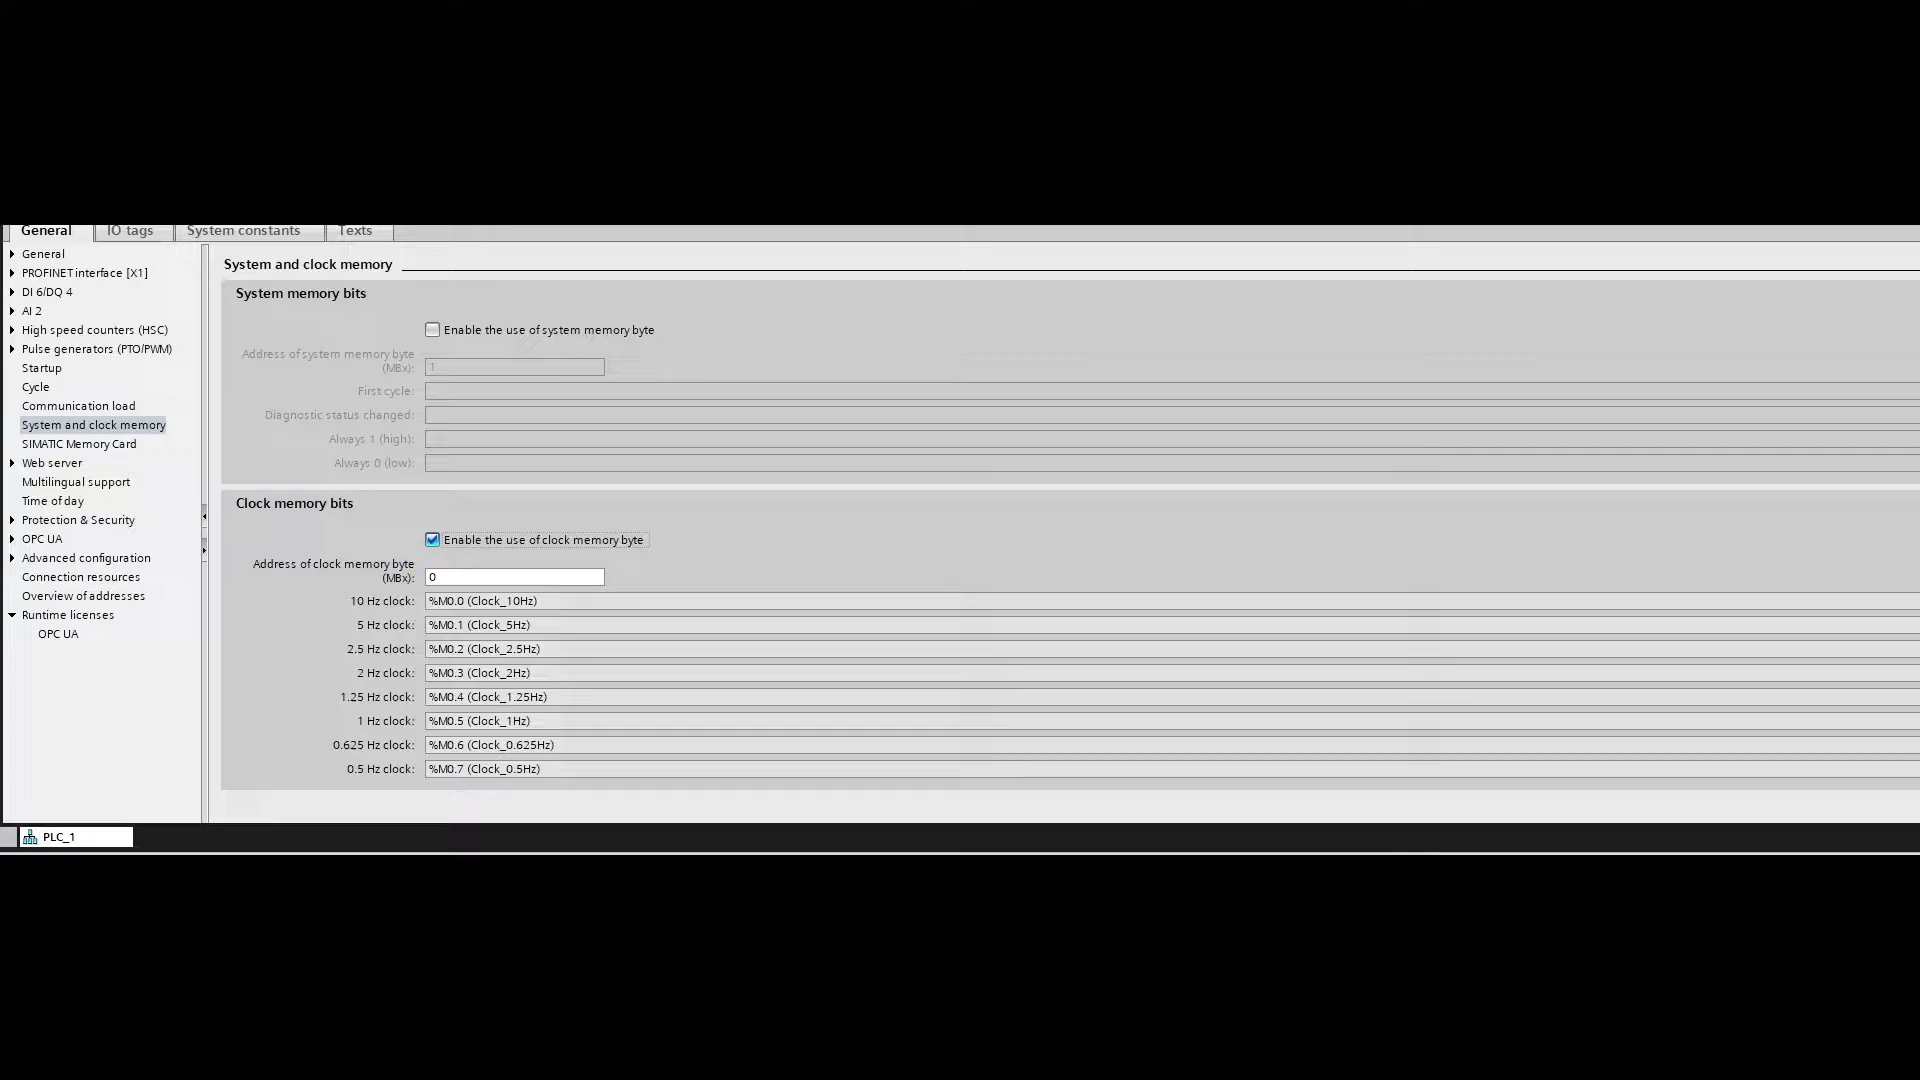 General IO tags System constants Texts
General
PROFINET interface [X1]
DI 6/DQ 4
AI 2
High speed counters (HSC)
Pulse generators (PTO/PWM)
Startup
Cycle
Communication load
System and clock memory
SIMATIC Memory Card
Web server
Multilingual support
Time of day
Protection & Security
OPC UA
Advanced configuration
Connection resources
Overview of addresses
Runtime licenses
OPC UA
System and clock memory
System memory bits
Enable the use of system memory byte
Address of system memory byte
(MBx): 1
First cycle:
Diagnostic status changed:
Always 1 (high):
Always 0 (low):
Clock memory bits
Enable the use of clock memory byte
Address of clock memory byte
(MBx): 0
10 Hz clock: %M0.0 (Clock_10Hz)
5 Hz clock: %M0.1 (Clock_5Hz)
2.5 Hz clock: %M0.2 (Clock_2.5Hz)
2 Hz clock: %M0.3 (Clock_2Hz)
1.25 Hz clock: %M0.4 (Clock_1.25Hz)
1 Hz clock: %M0.5 (Clock_1Hz)
0.625 Hz clock: %M0.6 (Clock_0.625Hz)
0.5 Hz clock: %M0.7 (Clock_0.5Hz)
PLC_1